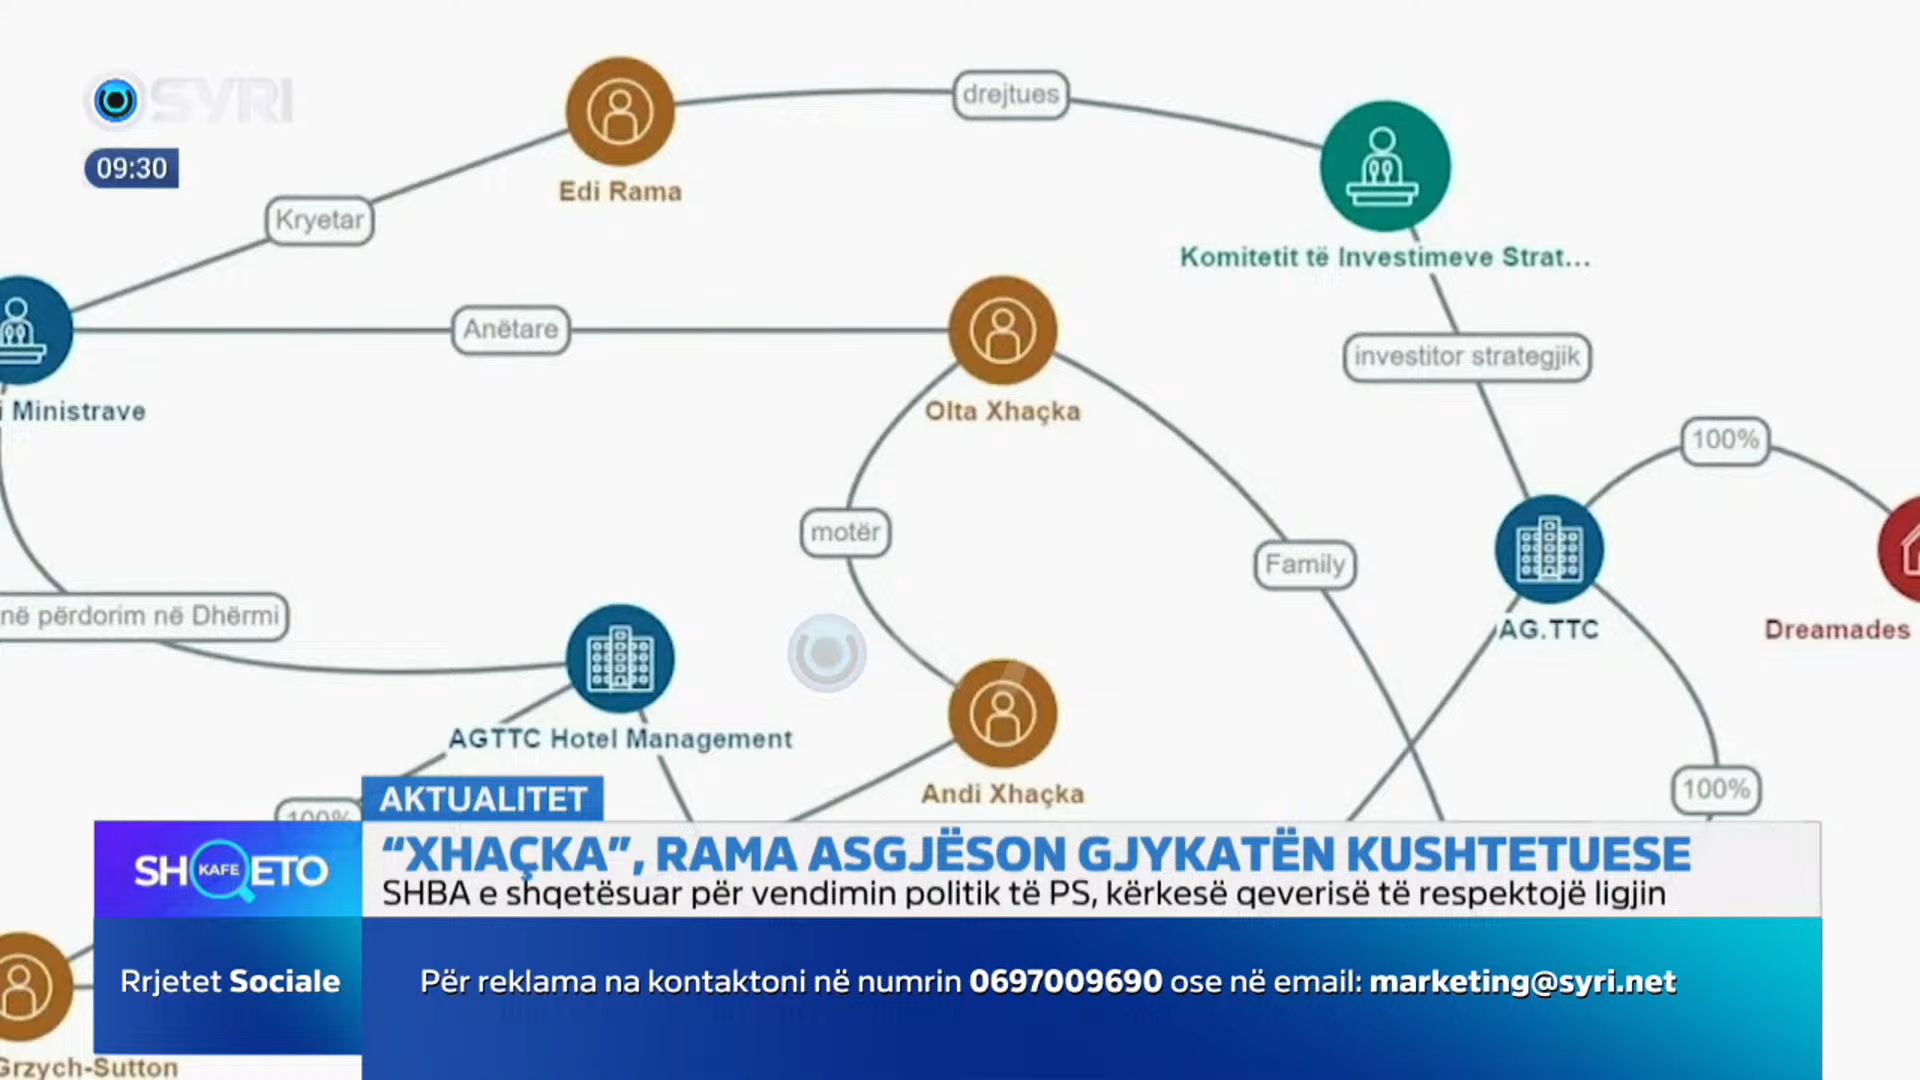 SYRI
09:30
drejtues
Edi Rama
Kryetar
Komitetit të Investimeve Strat...
Anëtare
i Ministrave
Olta Xhaçka
investitor strategjik
100%
motër
Family
në përdorim në Dhërmi
AG.TTC
Dreamades
AGTTC Hotel Management
Andi Xhaçka
100%
100%
AKTUALITET
SHQETO
KAFE
“XHAÇKA”, RAMA ASGJËSON GJYKATËN KUSHTETUESE
SHBA e shqetësuar për vendimin politik të PS, kërkesë qeverisë të respektojë ligjin
Rrjetet Sociale
Për reklama na kontaktoni në numrin 0697009690 ose në email: marketing@syri.net
Grzych-Sutton